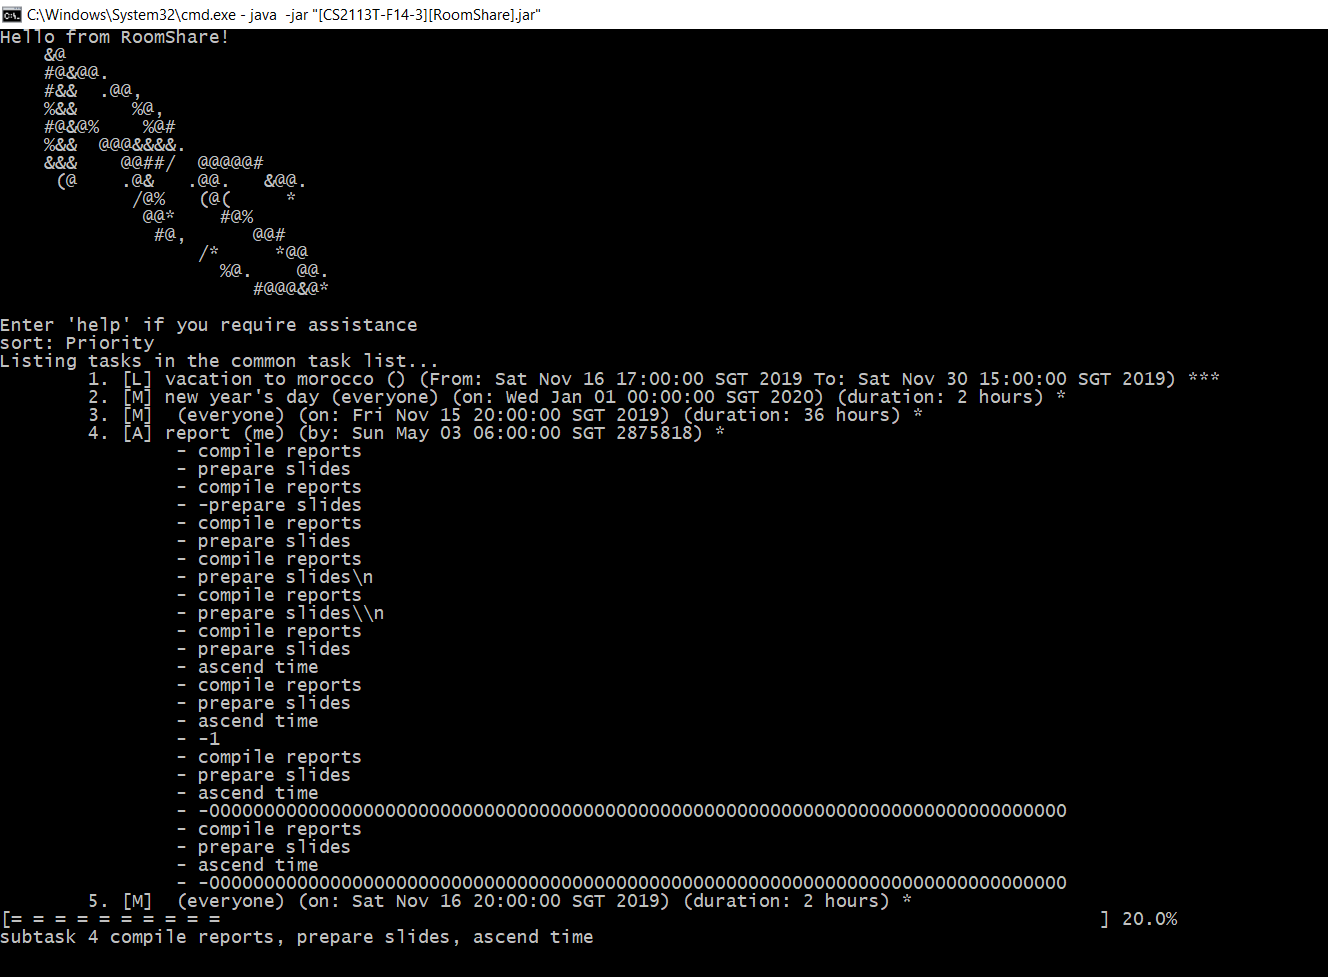 C:\Windows\System32\cmd.exe - java  -jar "[CS2113T-F14-3][RoomShare].jar"
Hello from RoomShare!
    &@
    #@&@@.
    #&&  .@@,
    %&&     %@,
    #@&@%    %@#
    %&&  @@@&&&&.
    &&&    @@##/  @@@@@#
     (@    .@&   .@@.   &@@.
            /@%   (@(     *
             @@*    #@%
              #@,      @@#
                  /*     *@@
                    %@.    @@.
                       #@@@&@*
Enter 'help' if you require assistance
sort: Priority
Listing tasks in the common task list...
        1. [L] vacation to morocco () (From: Sat Nov 16 17:00:00 SGT 2019 To: Sat Nov 30 15:00:00 SGT 2019) ***
        2. [M] new year's day (everyone) (on: Wed Jan 01 00:00:00 SGT 2020) (duration: 2 hours) *
        3. [M]  (everyone) (on: Fri Nov 15 20:00:00 SGT 2019) (duration: 36 hours) *
        4. [A] report (me) (by: Sun May 03 06:00:00 SGT 2875818) *
                - compile reports
                - prepare slides
                - compile reports
                - -prepare slides
                - compile reports
                - prepare slides
                - compile reports
                - prepare slides\n
                - compile reports
                - prepare slides\\n
                - compile reports
                - prepare slides
                - ascend time
                - compile reports
                - prepare slides
                - ascend time
                - -1
                - compile reports
                - prepare slides
                - ascend time
                - -000000000000000000000000000000000000000000000000000000000000000000000000000000
                - compile reports
                - prepare slides
                - ascend time
                - -000000000000000000000000000000000000000000000000000000000000000000000000000000
        5. [M]  (everyone) (on: Sat Nov 16 20:00:00 SGT 2019) (duration: 2 hours) *
[= = = = = = = = = =                                                                                ] 20.0%
subtask 4 compile reports, prepare slides, ascend time